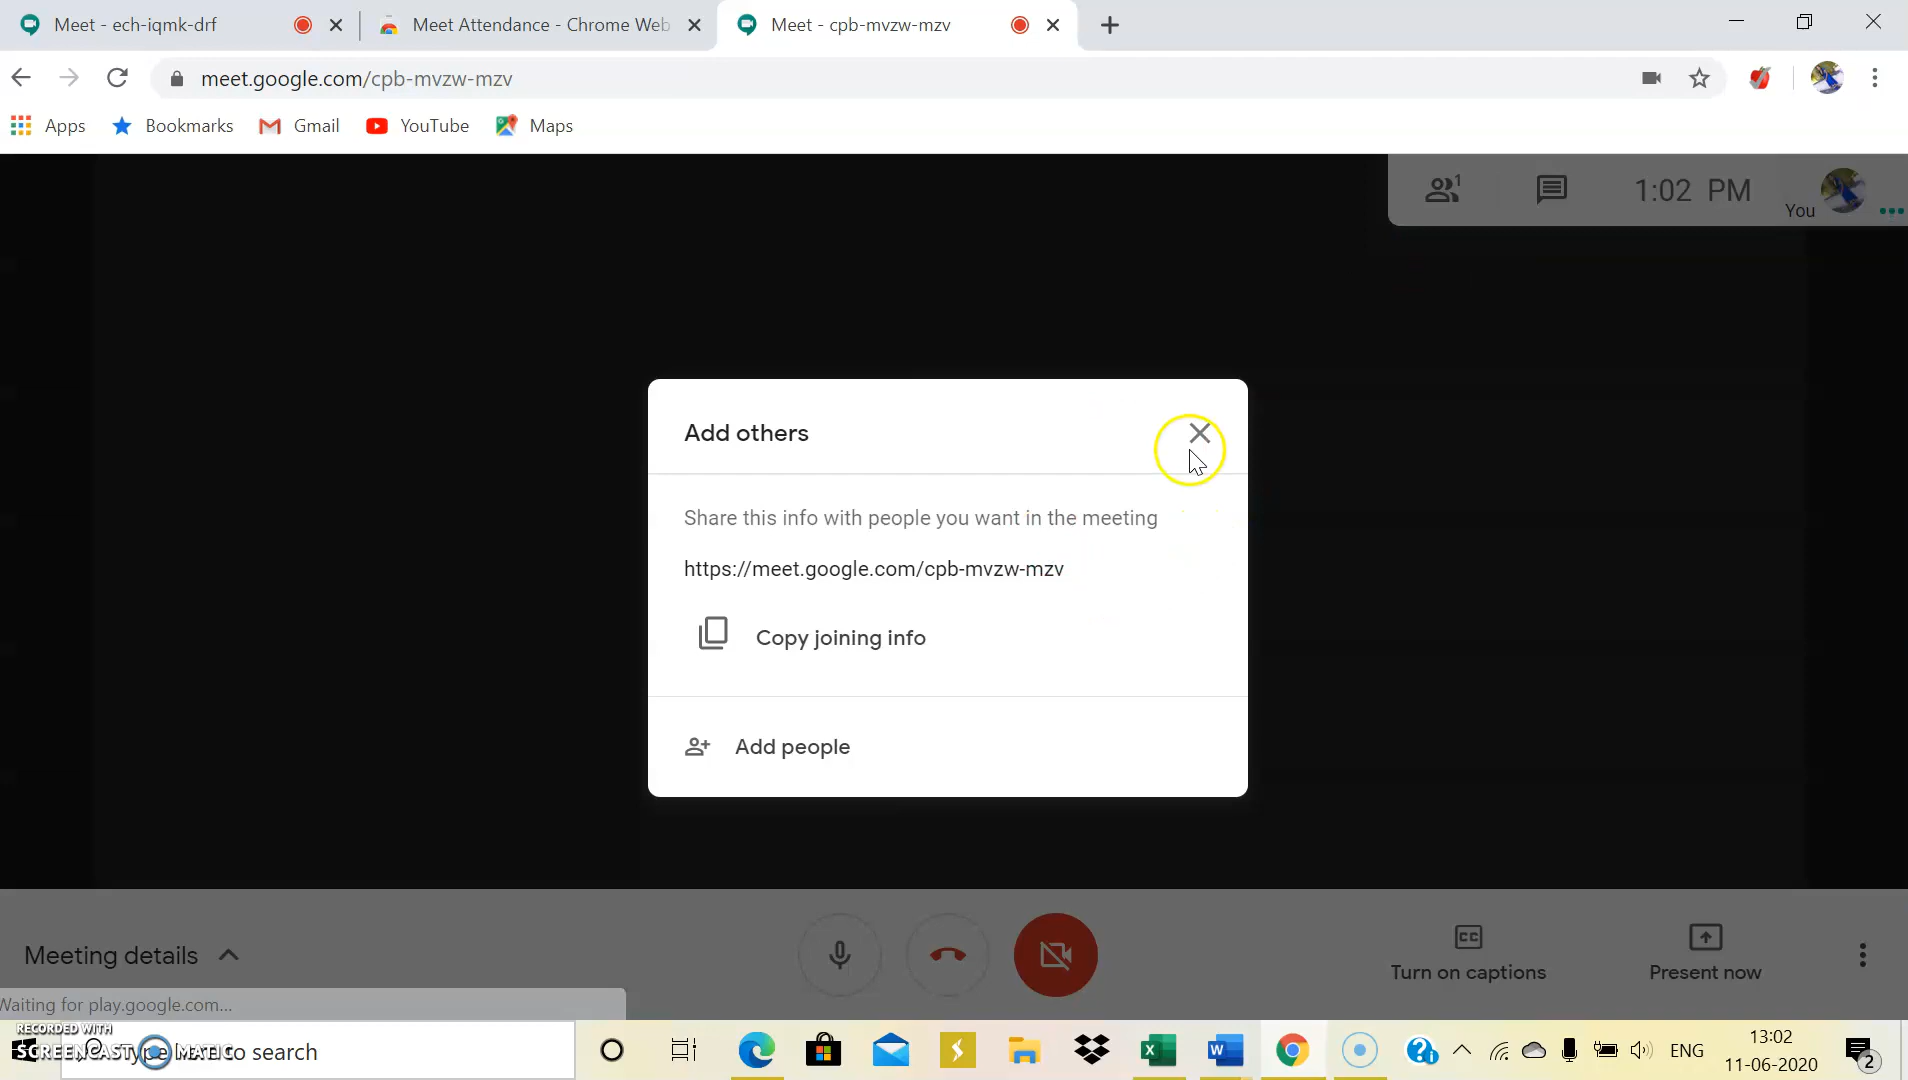 Meet - ech-iqmk-drf
Meet Attendance - Chrome Web
Meet - cpb-mvzw-mzv
meet.google.com/cpb-mvzw-mzv
Apps
Bookmarks
Gmail
YouTube
Maps
1
1:02 PM
You
Add others
Share this info with people you want in the meeting
https://meet.google.com/cpb-mvzw-mzv
Copy joining info
Add people
Meeting details
CC
Turn on captions
Present now
Waiting for play.google.com...
RECORDED WITH
SCREENCAST MATIC
to search
ENG
13:02
11-06-2020
2